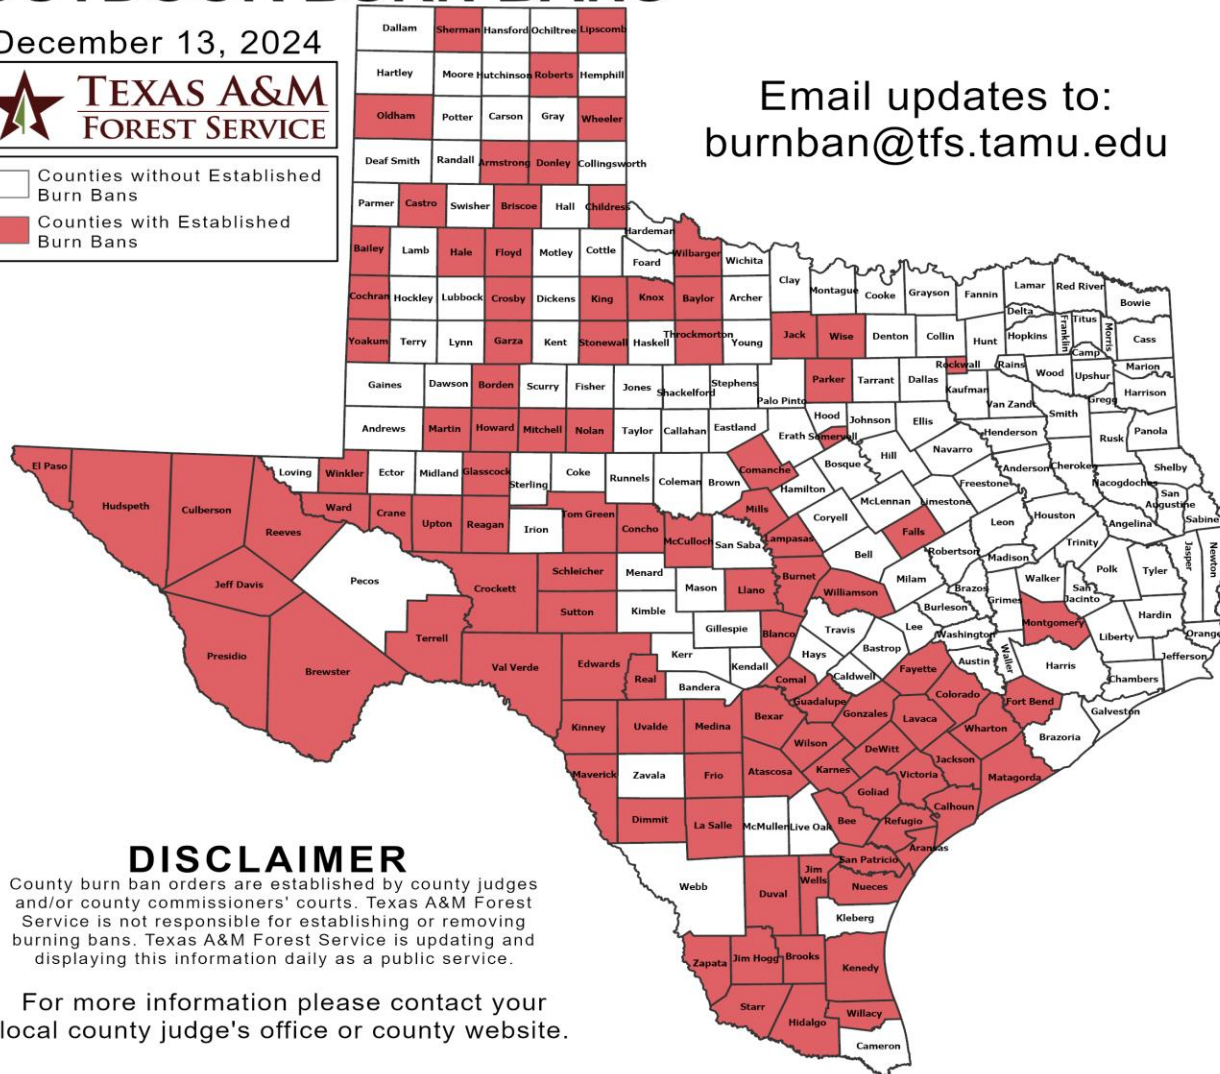 December 13, 2024
TEXAS A&M
FOREST SERVICE
Counties without Established
Burn Bans
Counties with Established
Burn Bans
Email updates to:
burnban@tfs.tamu.edu
Dallam Sherman Hansford Ochiltree Lipscomb
Hartley Moore Hutchinson Roberts Hemphill
Oldham Potter Carson Gray Wheeler
Deaf Smith Randall Armstrong Donley Collingsworth
Parmer Castro Swisher Briscoe Hall Childress
Hardeman
Bailey Lamb Hale Floyd Motley Cottle Foard Wilbarger Wichita
Clay Montague Cooke Grayson Fannin Lamar Red River Bowie
Cochran Hockley Lubbock Crosby Dickens King Knox Baylor Archer
Delta Franklin Titus Morris Cass
Yoakum Terry Lynn Garza Kent Stonewall Haskell Throckmorton Young Jack Wise Denton Collin Hunt Hopkins
Camp
Rockwall Rains Wood Upshur Marion
Gaines Dawson Borden Scurry Fisher Jones Shackelford Stephens Palo Pinto Parker Tarrant Dallas Kaufman Van Zandt Smith Gregg Harrison
Andrews Martin Howard Mitchell Nolan Taylor Callahan Eastland Erath Hood Somervell Johnson Ellis Henderson Rusk Panola
El Paso Hudspeth Culberson Reeves Loving Winkler Ector Midland Glasscock Sterling Coke Runnels Coleman Brown Comanche Hamilton Bosque Hill Navarro Freestone Anderson Cherokee Nacogdoches Shelby
San
Augustine
Sabine
Ward Crane Upton Reagan Irion Tom Green Concho McCulloch San Saba Mills Lampasas Coryell McLennan Limestone Falls Leon Houston Angelina
Trinity Jasper Newton
Jeff Davis Pecos Crockett Schleicher Menard Mason Llano Burnet Bell Milam Robertson Brazos Madison Walker Polk Tyler
San
Jacinto
Sutton Kimble Gillespie Blanco Williamson Travis Lee Burleson Grimes Montgomery Hardin
Liberty Orange
Presidio Brewster Terrell Val Verde Edwards Real Kerr Kendall Bandera Hays Bastrop Caldwell Washington Austin Waller Harris Jefferson Chambers
Comal Guadalupe Fayette Colorado Fort Bend Galveston
Kinney Uvalde Medina Bexar Wilson Gonzales Lavaca Wharton Brazoria
Maverick Zavala Frio Atascosa Karnes DeWitt Victoria Jackson Matagorda
Dimmit La Salle McMullen Live Oak Bee Goliad Refugio Calhoun
Aransas
San Patricio
Webb Duval Jim
Wells
Nueces
Kleberg
Zapata Jim Hogg Brooks Kenedy
Starr Hidalgo Willacy
Cameron
DISCLAIMER
County burn ban orders are established by county judges
and/or county commissioners' courts. Texas A&M Forest
Service is not responsible for establishing or removing
burning bans. Texas A&M Forest Service is updating and
displaying this information daily as a public service.
For more information please contact your
local county judge's office or county website.